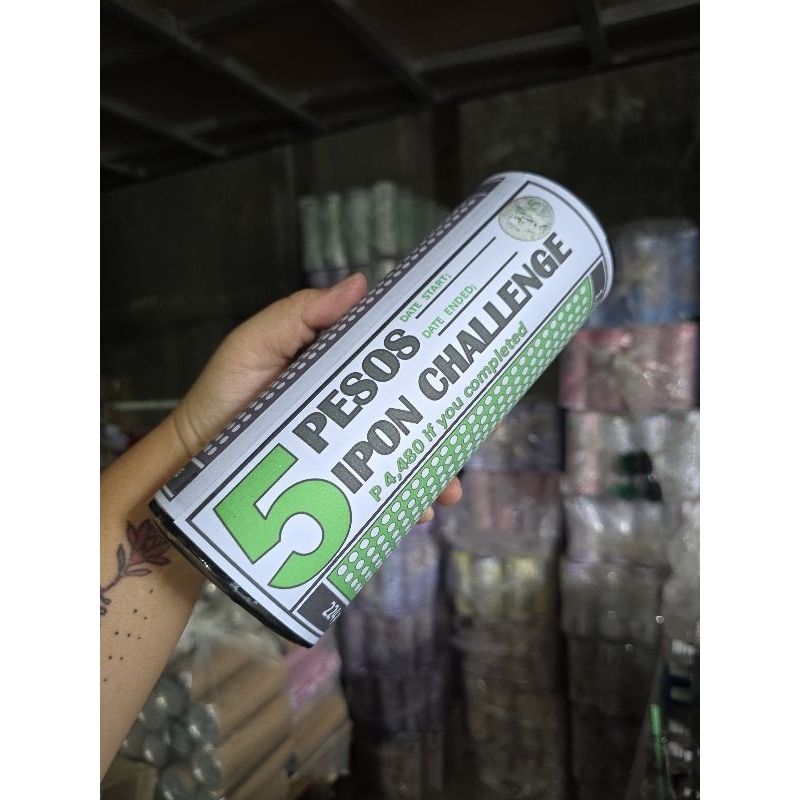 5
PESOS
IPON CHALLENGE
₱ 4,480 if you completed
DATE START:
DATE ENDED: